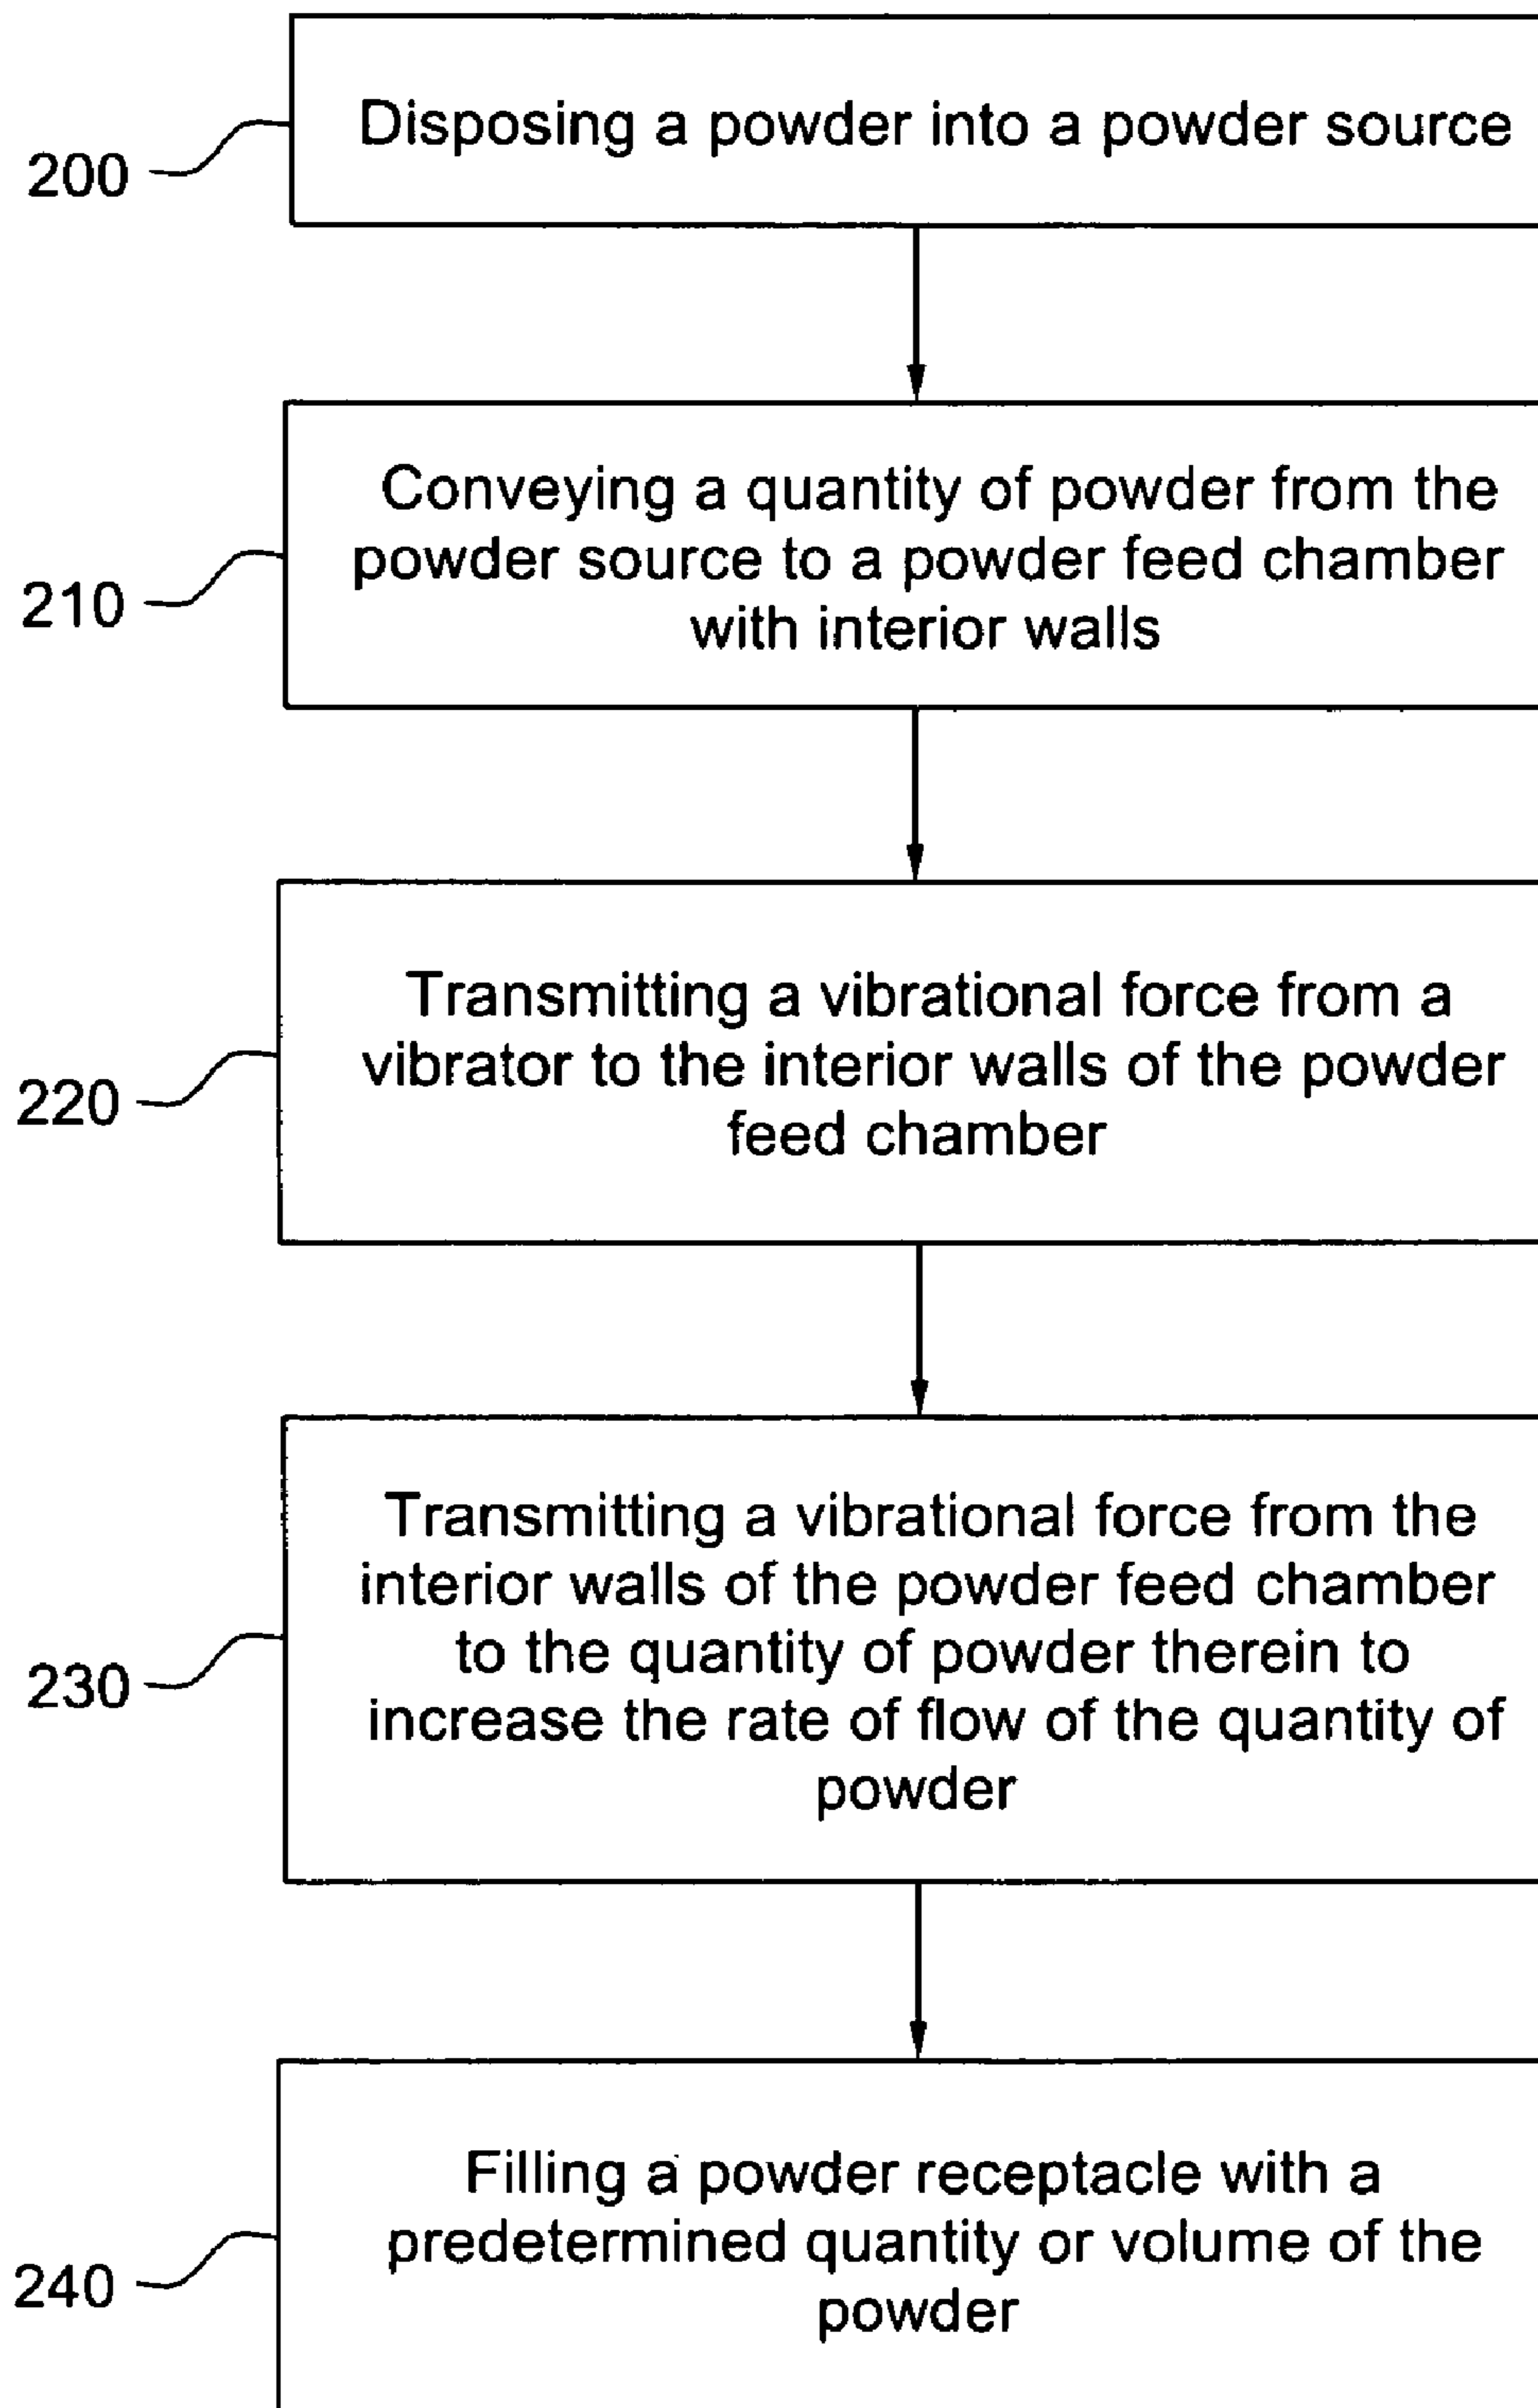 Disposing a powder into a powder source
200
Conveying a quantity of powder from the
powder source to a powder feed chamber
with interior walls
210
Transmitting a vibrational force from a
vibrator to the interior walls of the powder
feed chamber
220
Transmitting a vibrational force from the
interior walls of the powder feed chamber
to the quantity of powder therein to
increase the rate of flow of the quantity of
powder
230
Filling a powder receptacle with a
predetermined quantity or volume of the
powder
240